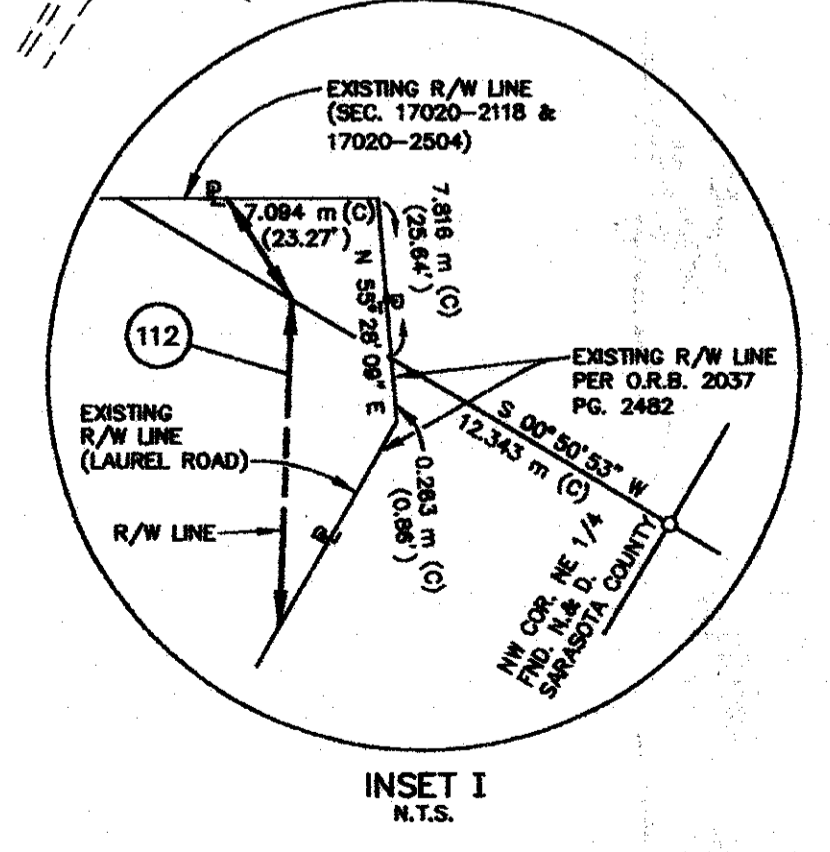 EXISTING R/W LINE
(SEC. 17020-2118 &
17020-2504)
7.094 m (C)
(23.27')
7.816 m (C)
(25.64')
N 55°28'09" E
112
EXISTING R/W LINE
PER O.R.B. 2037
PG. 2482
EXISTING
R/W LINE
(LAUREL ROAD)
S 00°50'53" W
12.343 m (C)
0.263 m (C)
(0.86')
R/W LINE
NW COR. NE 1/4
FND. N.& D.
SARASOTA COUNTY
INSET I
N.T.S.